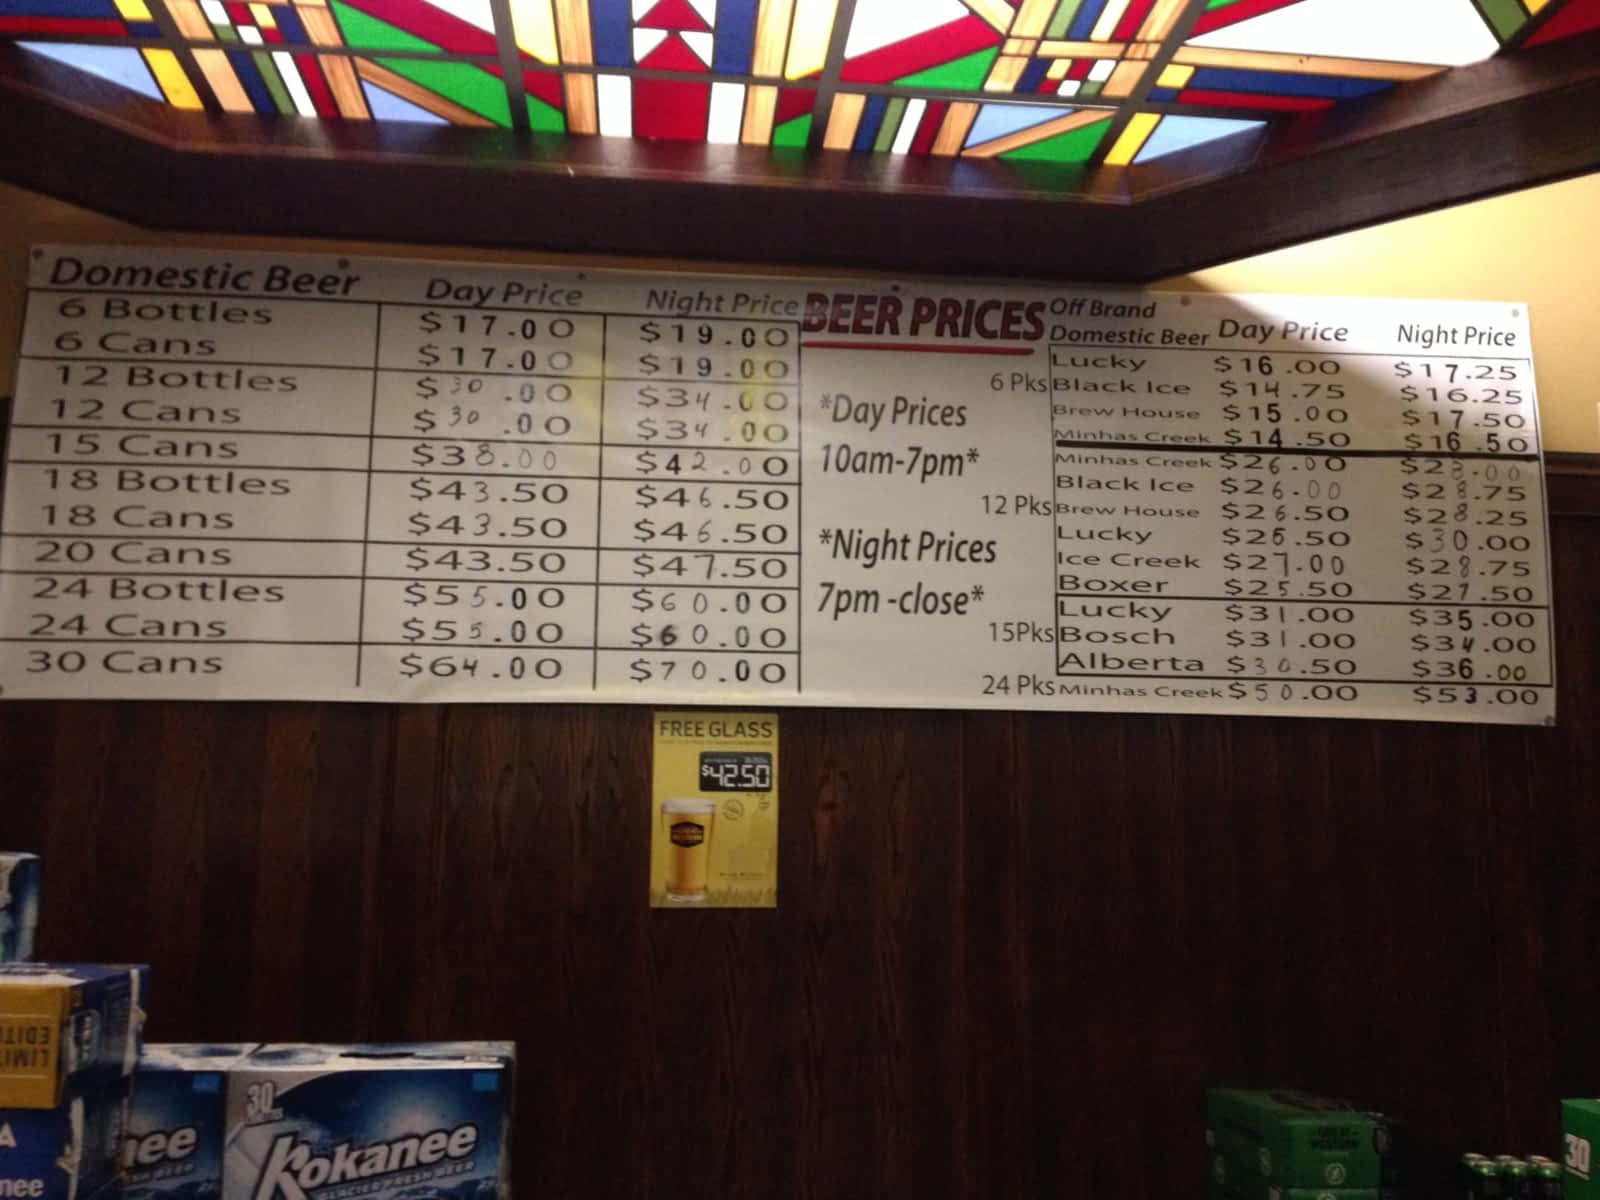 Domestic Beer Day Price Night Price
6 Bottles $17.00 $19.00
6 Cans $17.00 $19.00
12 Bottles $30.00 $34.00
12 Cans $30.00 $34.00
15 Cans $38.00 $42.00
18 Bottles $43.50 $46.50
18 Cans $43.50 $46.50
20 Cans $43.50 $47.50
24 Bottles $55.00 $60.00
24 Cans $55.00 $60.00
30 Cans $64.00 $70.00
BEER PRICES
*Day Prices
10am-7pm*
*Night Prices
7pm -close*
Off Brand
Domestic Beer Day Price Night Price
Lucky $16.00 $17.25
6 Pks Black Ice $14.75 $16.25
Brew House $15.00 $17.50
Minhas Creek $14.50 $16.50
Minhas Creek $26.00 $28.00
Black Ice $26.00 $28.75
12 Pks Brew House $26.50 $28.25
Lucky $26.50 $30.00
Ice Creek $27.00 $28.75
Boxer $25.50 $27.50
Lucky $31.00 $35.00
15Pks Bosch $31.00 $34.00
Alberta $30.50 $36.00
24 Pks Minhas Creek $50.00 $53.00
FREE GLASS
$42.50
LIMI
EDITI
nee
30
Kokanee
GLACIER FRESH BEER
A
nee
30